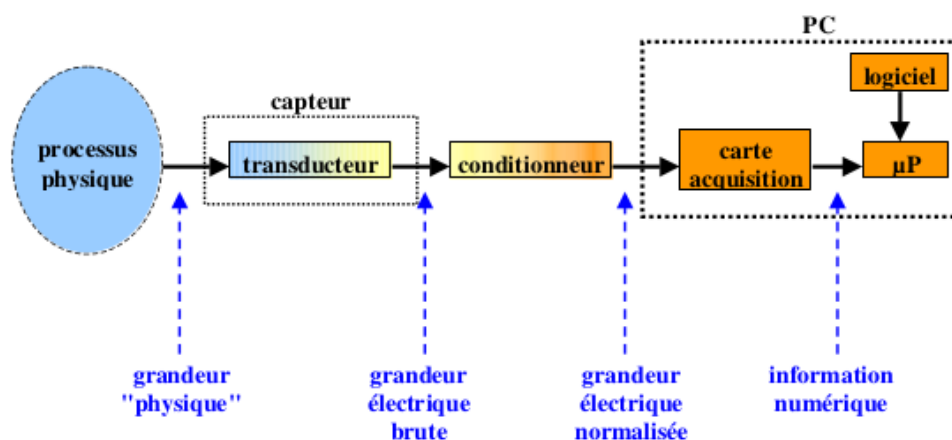 PC
logiciel
capteur
processus
physique
transducteur
conditionneur
carte
acquisition
µP
grandeur
"physique"
grandeur
électrique
brute
grandeur
électrique
normalisée
information
numérique